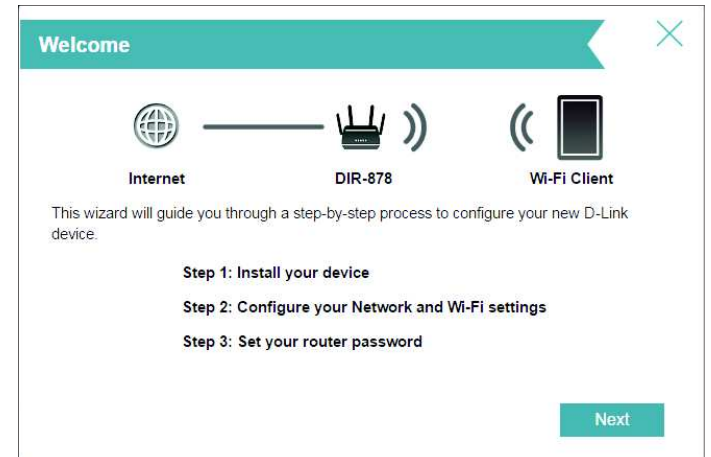 Welcome
Internet
DIR-878
Wi-Fi Client
This wizard will guide you through a step-by-step process to configure your new D-Link
device.
Step 1: Install your device
Step 2: Configure your Network and Wi-Fi settings
Step 3: Set your router password
Next